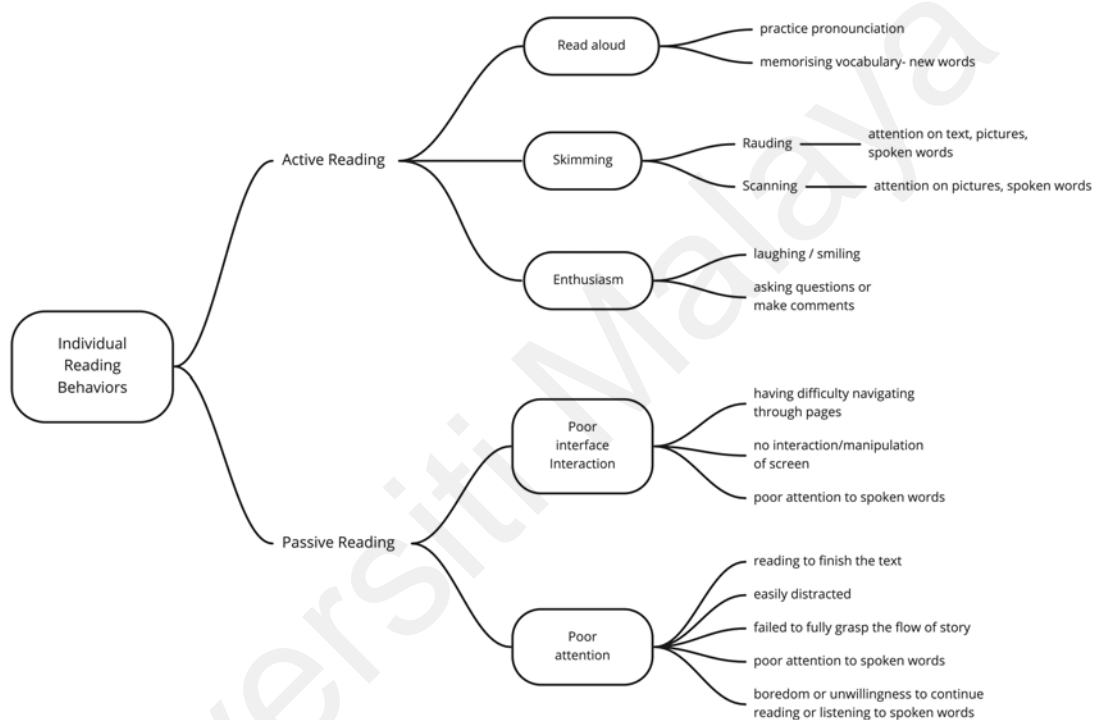 Individual
Reading
Behaviors
Active Reading
Read aloud
practice pronounciation
memorising vocabulary- new words
Skimming
Rauding
attention on text, pictures,
spoken words
Scanning
attention on pictures, spoken words
Enthusiasm
laughing / smiling
asking questions or
make comments
Passive Reading
Poor
interface
Interaction
having difficulty navigating
through pages
no interaction/manipulation
of screen
poor attention to spoken words
Poor
attention
reading to finish the text
easily distracted
failed to fully grasp the flow of story
poor attention to spoken words
boredom or unwillingness to continue
reading or listening to spoken words
versiti Malaya